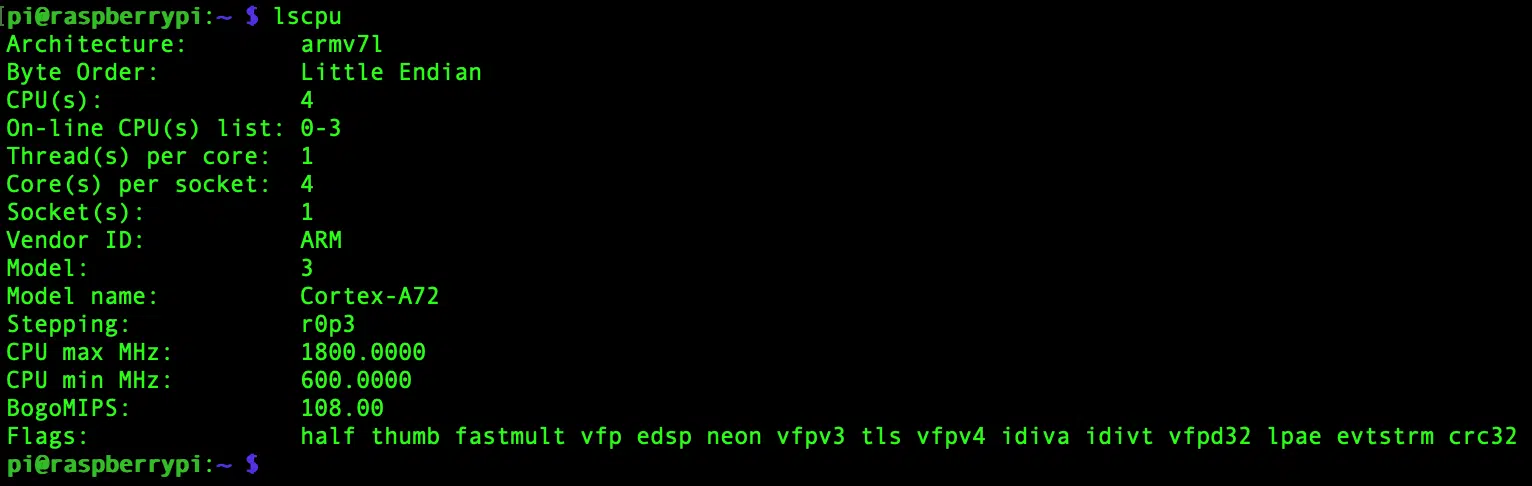 [pi@raspberrypi:~ $ lscpu
Architecture: armv7l
Byte Order: Little Endian
CPU(s): 4
On-line CPU(s) list: 0-3
Thread(s) per core: 1
Core(s) per socket: 4
Socket(s): 1
Vendor ID: ARM
Model: 3
Model name: Cortex-A72
Stepping: r0p3
CPU max MHz: 1800.0000
CPU min MHz: 600.0000
BogoMIPS: 108.00
Flags: half thumb fastmult vfp edsp neon vfpv3 tls vfpv4 idiva idivt vfpd32 lpae evtstrm crc32
pi@raspberrypi:~ $